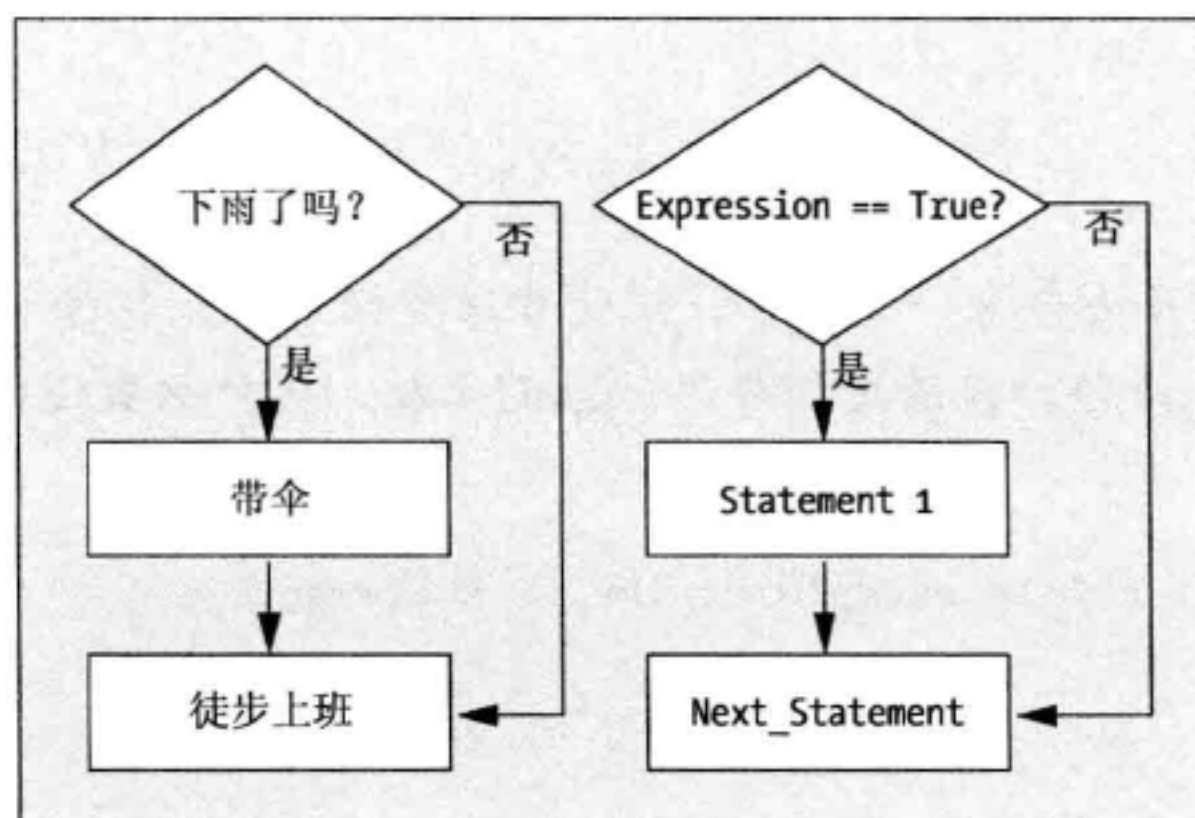 下雨了吗?
否
是
带伞
徒步上班
Expression == True?
否
是
Statement 1
Next_Statement